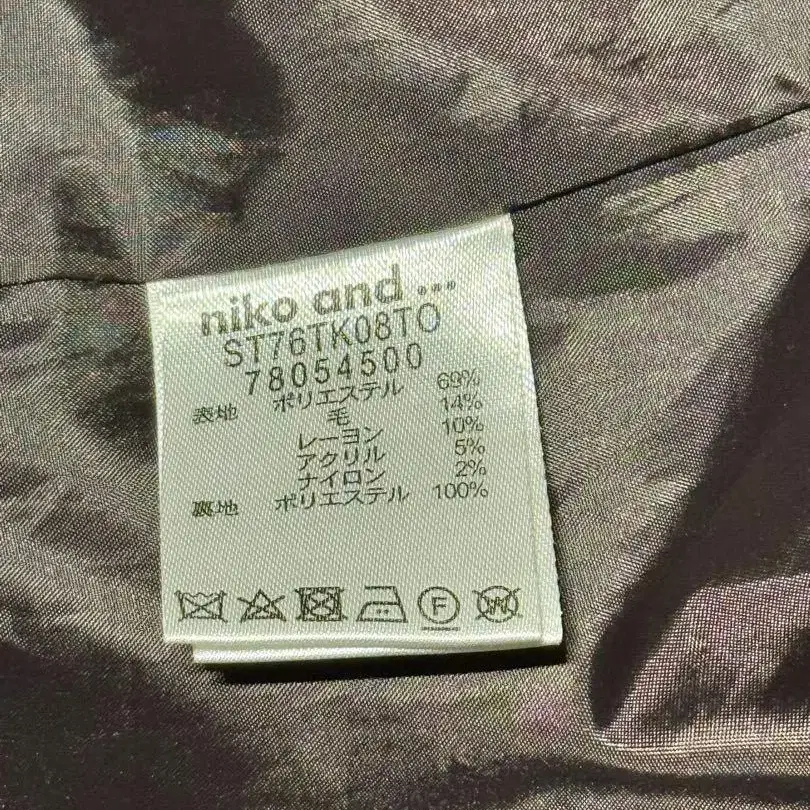 niko and ...
ST76TK08TO
78054500
表地 ポリエステル 69%
毛 14%
レーヨン 10%
アクリル 5%
ナイロン 2%
裏地 ポリエステル 100%
F W